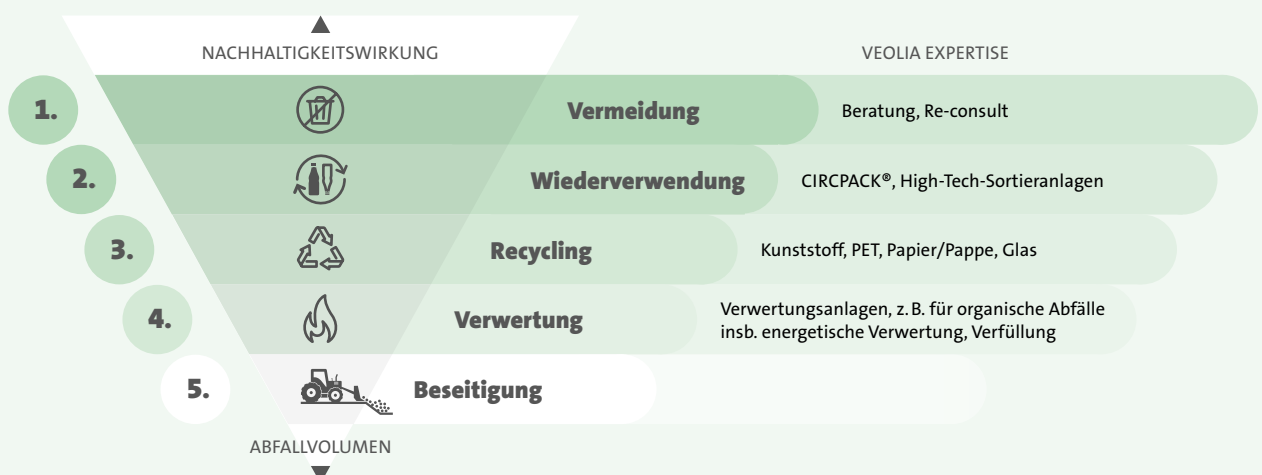 NACHHALTIGKEITSWIRKUNG
VEOLIA EXPERTISE
1.
Vermeidung
Beratung, Re-consult
2.
Wiederverwendung
CIRCPACK®, High-Tech-Sortieranlagen
3.
Recycling
Kunststoff, PET, Papier/Pappe, Glas
4.
Verwertung
Verwertungsanlagen, z. B. für organische Abfälle
insb. energetische Verwertung, Verfüllung
5.
Beseitigung
ABFALLVOLUMEN